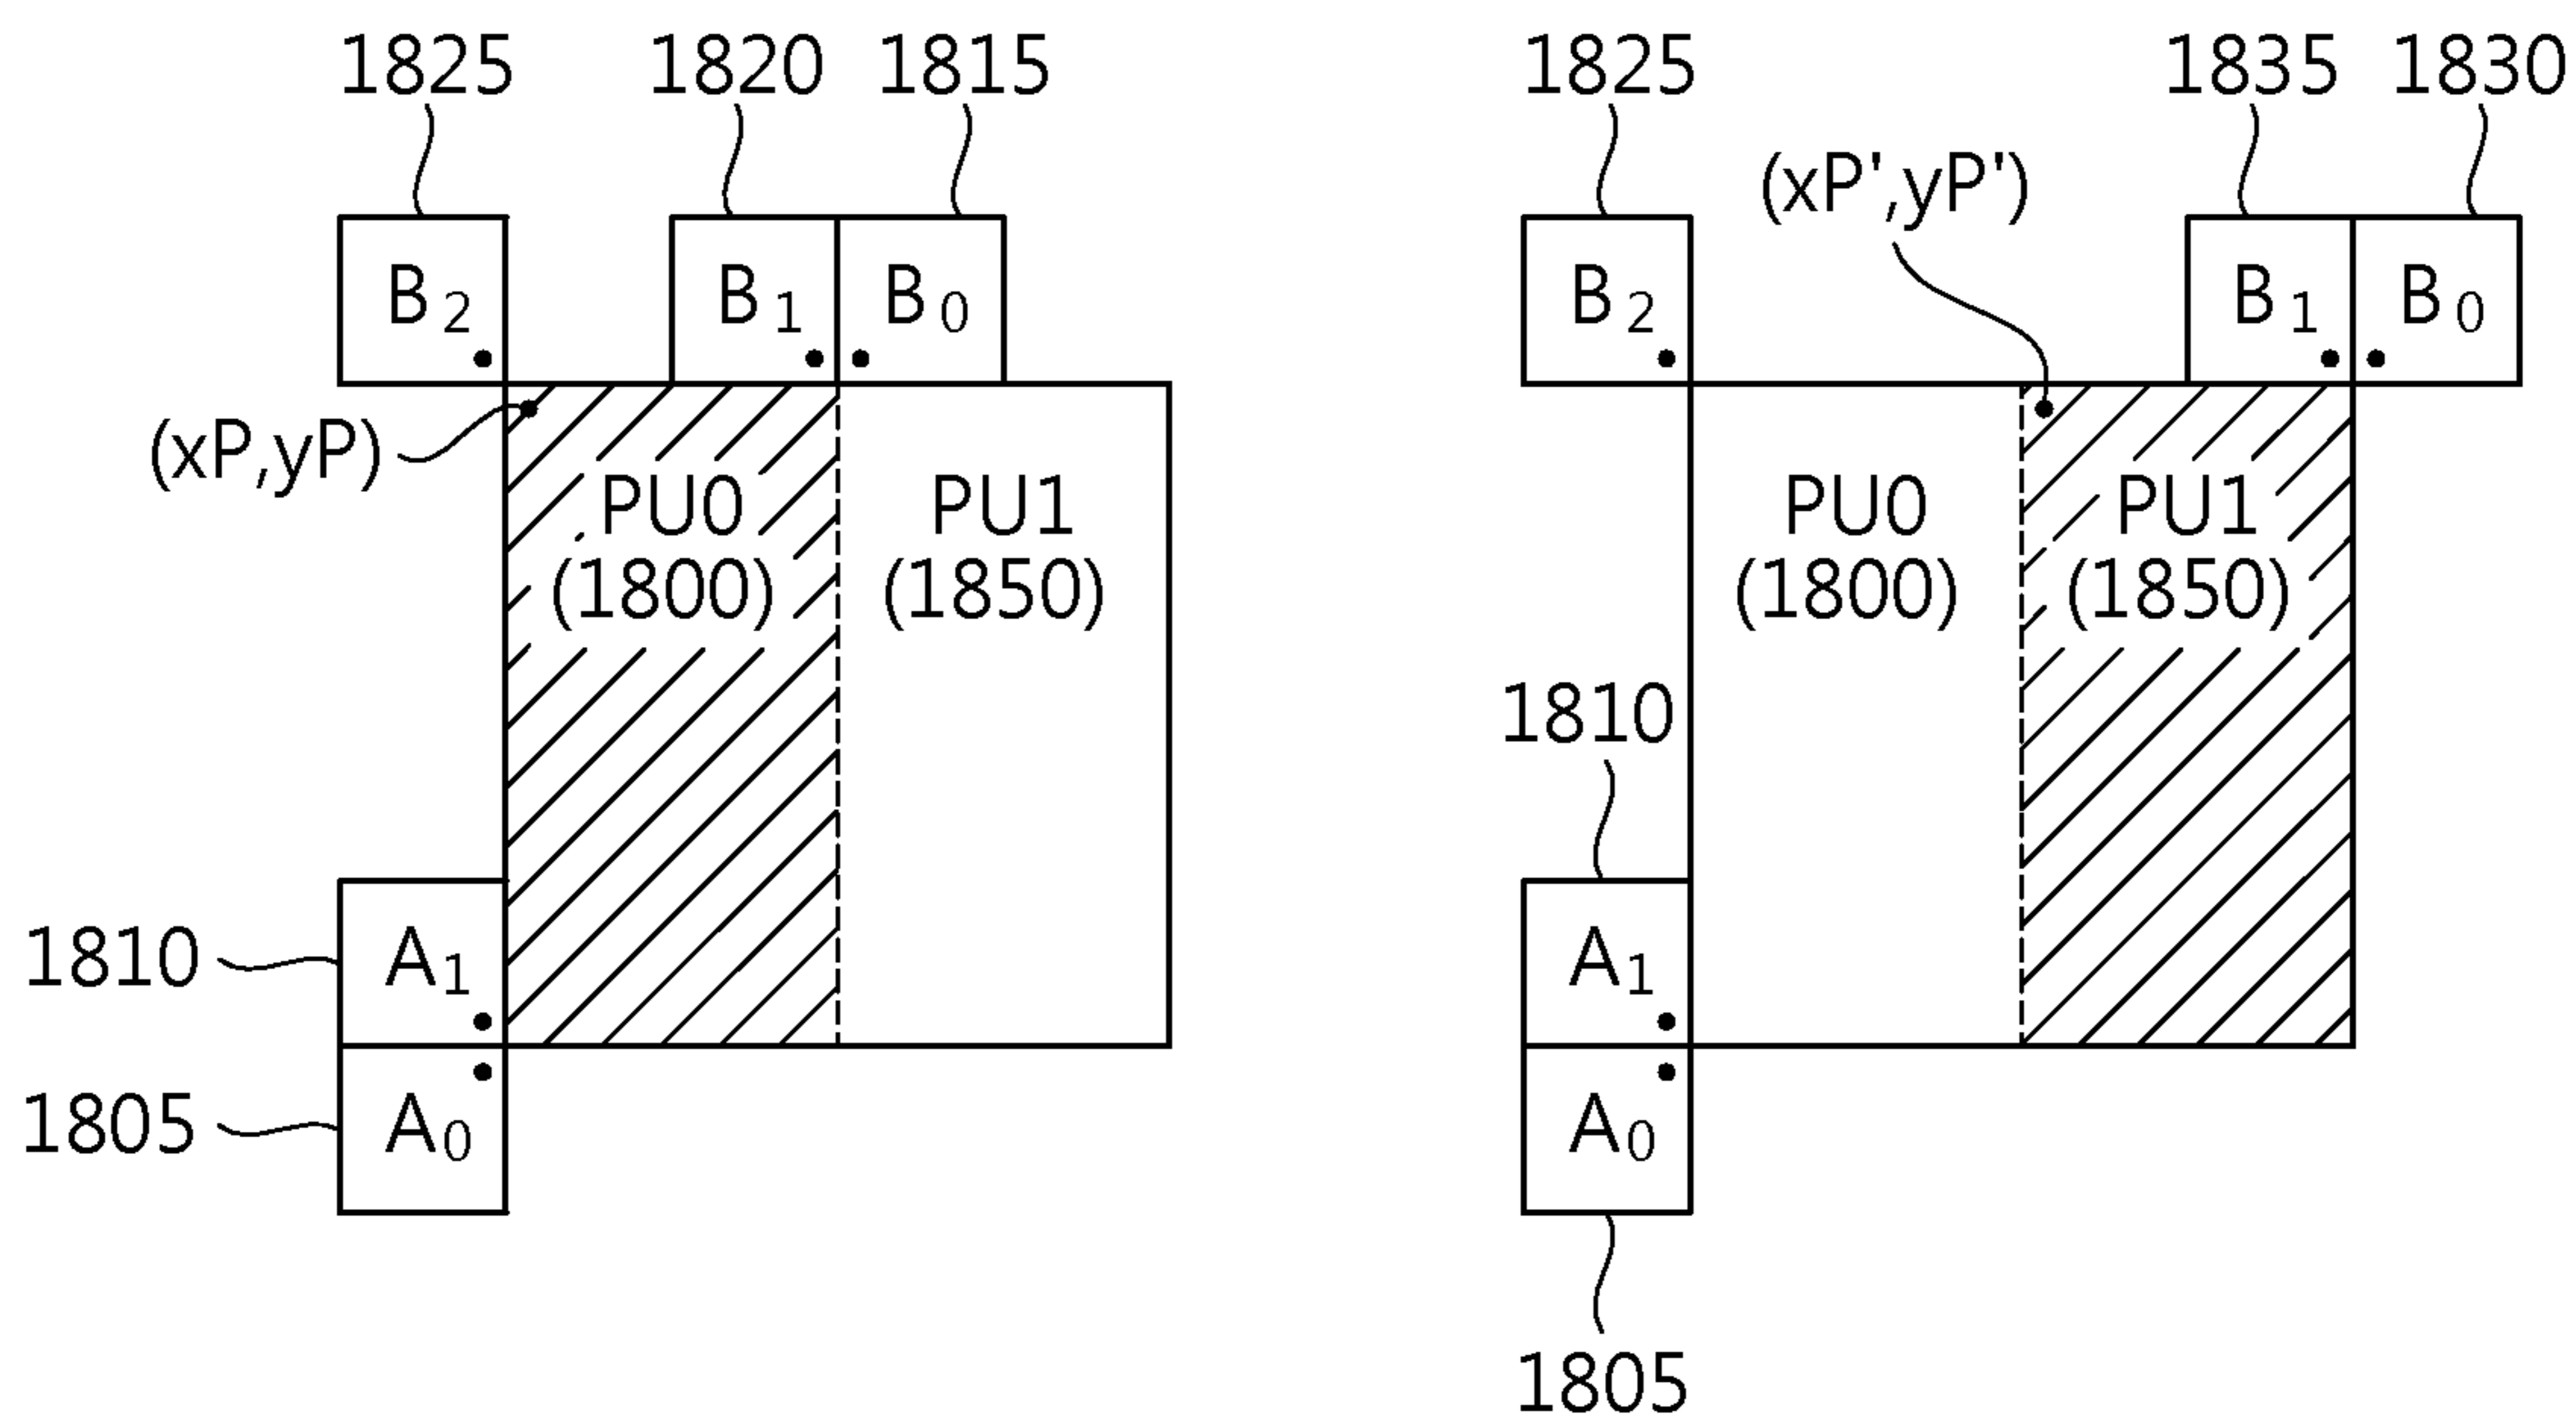 1825 1820 1815
B2 B1 B0
(xP,yP)
PU0 PU1
(1800) (1850)
1810 A1
1805 A0
1825 1835 1830
(xP',yP')
B2 B1 B0
PU0 PU1
(1800) (1850)
1810
A1
A0
1805